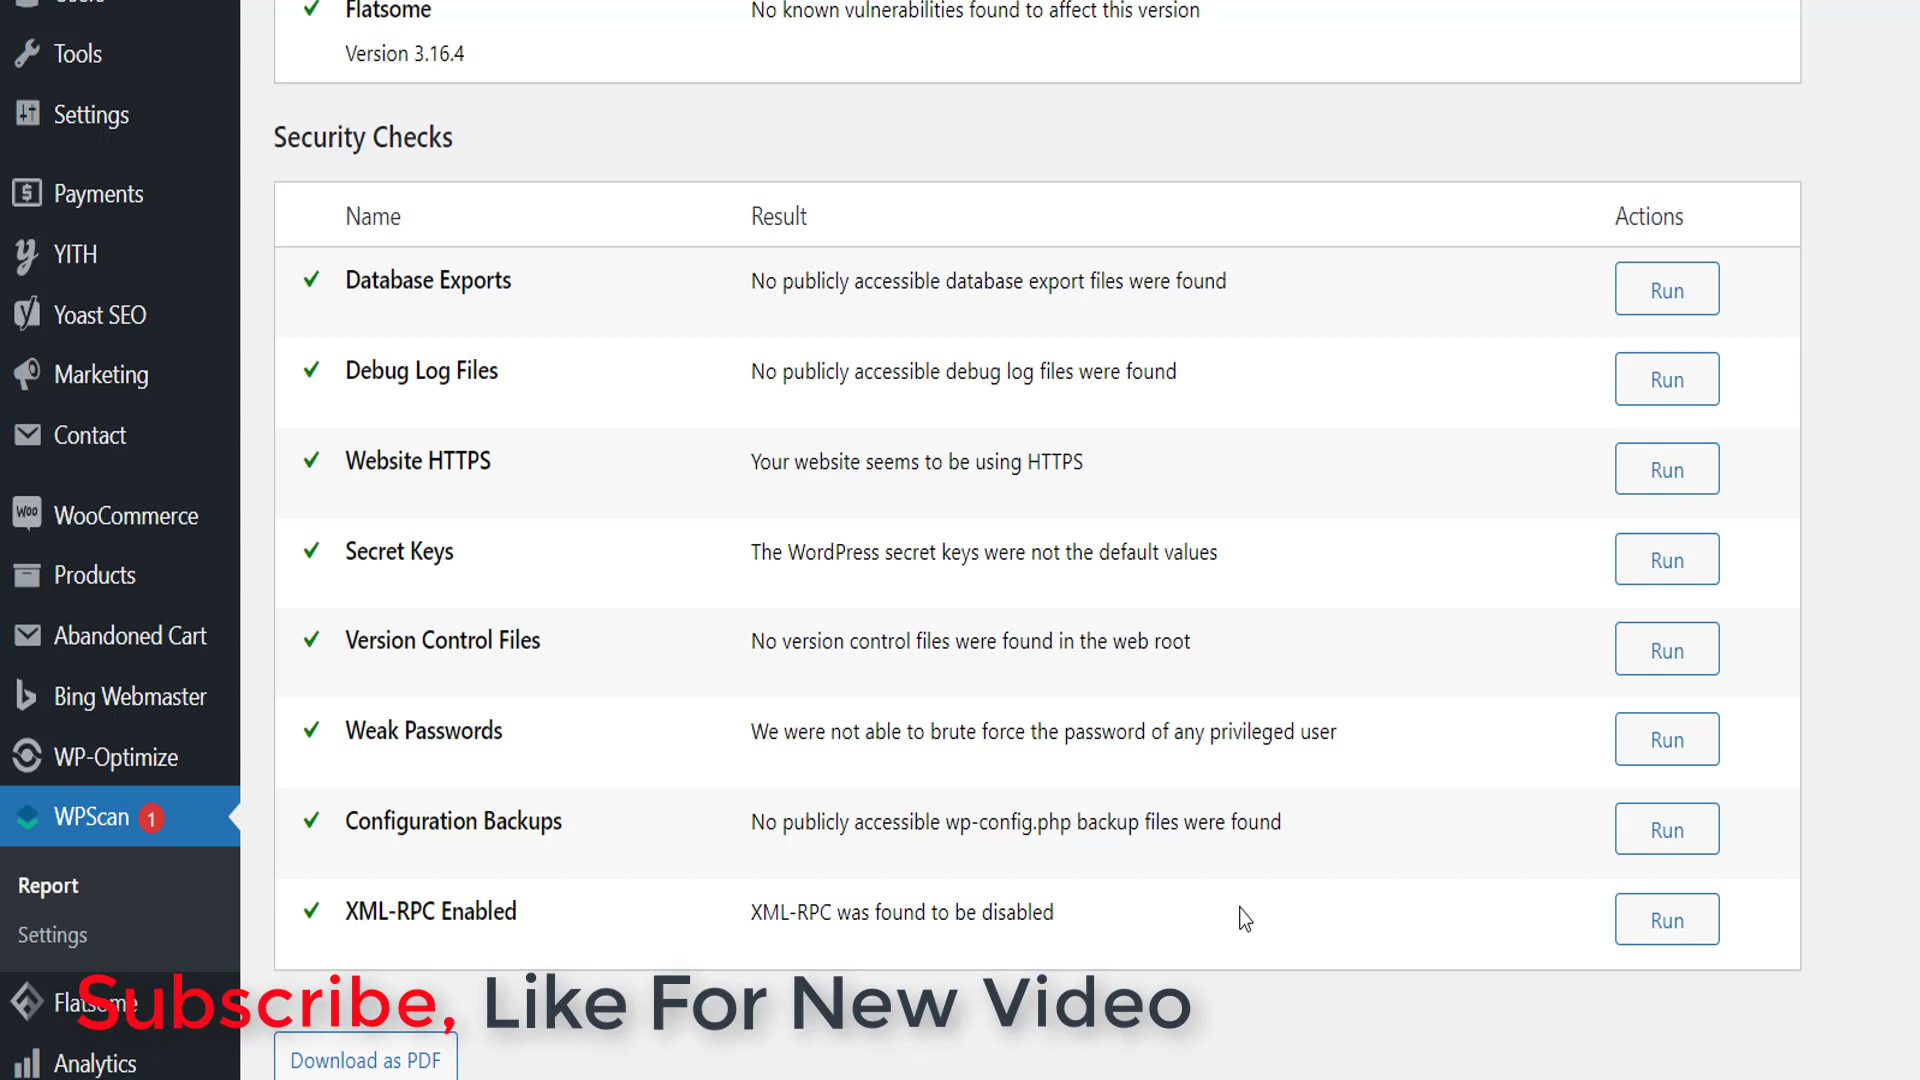 Users
Tools
Settings
Payments
YITH
Yoast SEO
Marketing
Contact
WooCommerce
Products
Abandoned Cart
Bing Webmaster
WP-Optimize
WPScan 1
Report
Settings
Flatsome
Analytics
Flatsome No known vulnerabilities found to affect this version
Version 3.16.4
Security Checks
Name Result Actions
Database Exports No publicly accessible database export files were found Run
Debug Log Files No publicly accessible debug log files were found Run
Website HTTPS Your website seems to be using HTTPS Run
Secret Keys The WordPress secret keys were not the default values Run
Version Control Files No version control files were found in the web root Run
Weak Passwords We were not able to brute force the password of any privileged user Run
Configuration Backups No publicly accessible wp-config.php backup files were found Run
XML-RPC Enabled XML-RPC was found to be disabled Run
Subscribe, Like For New Video
Download as PDF